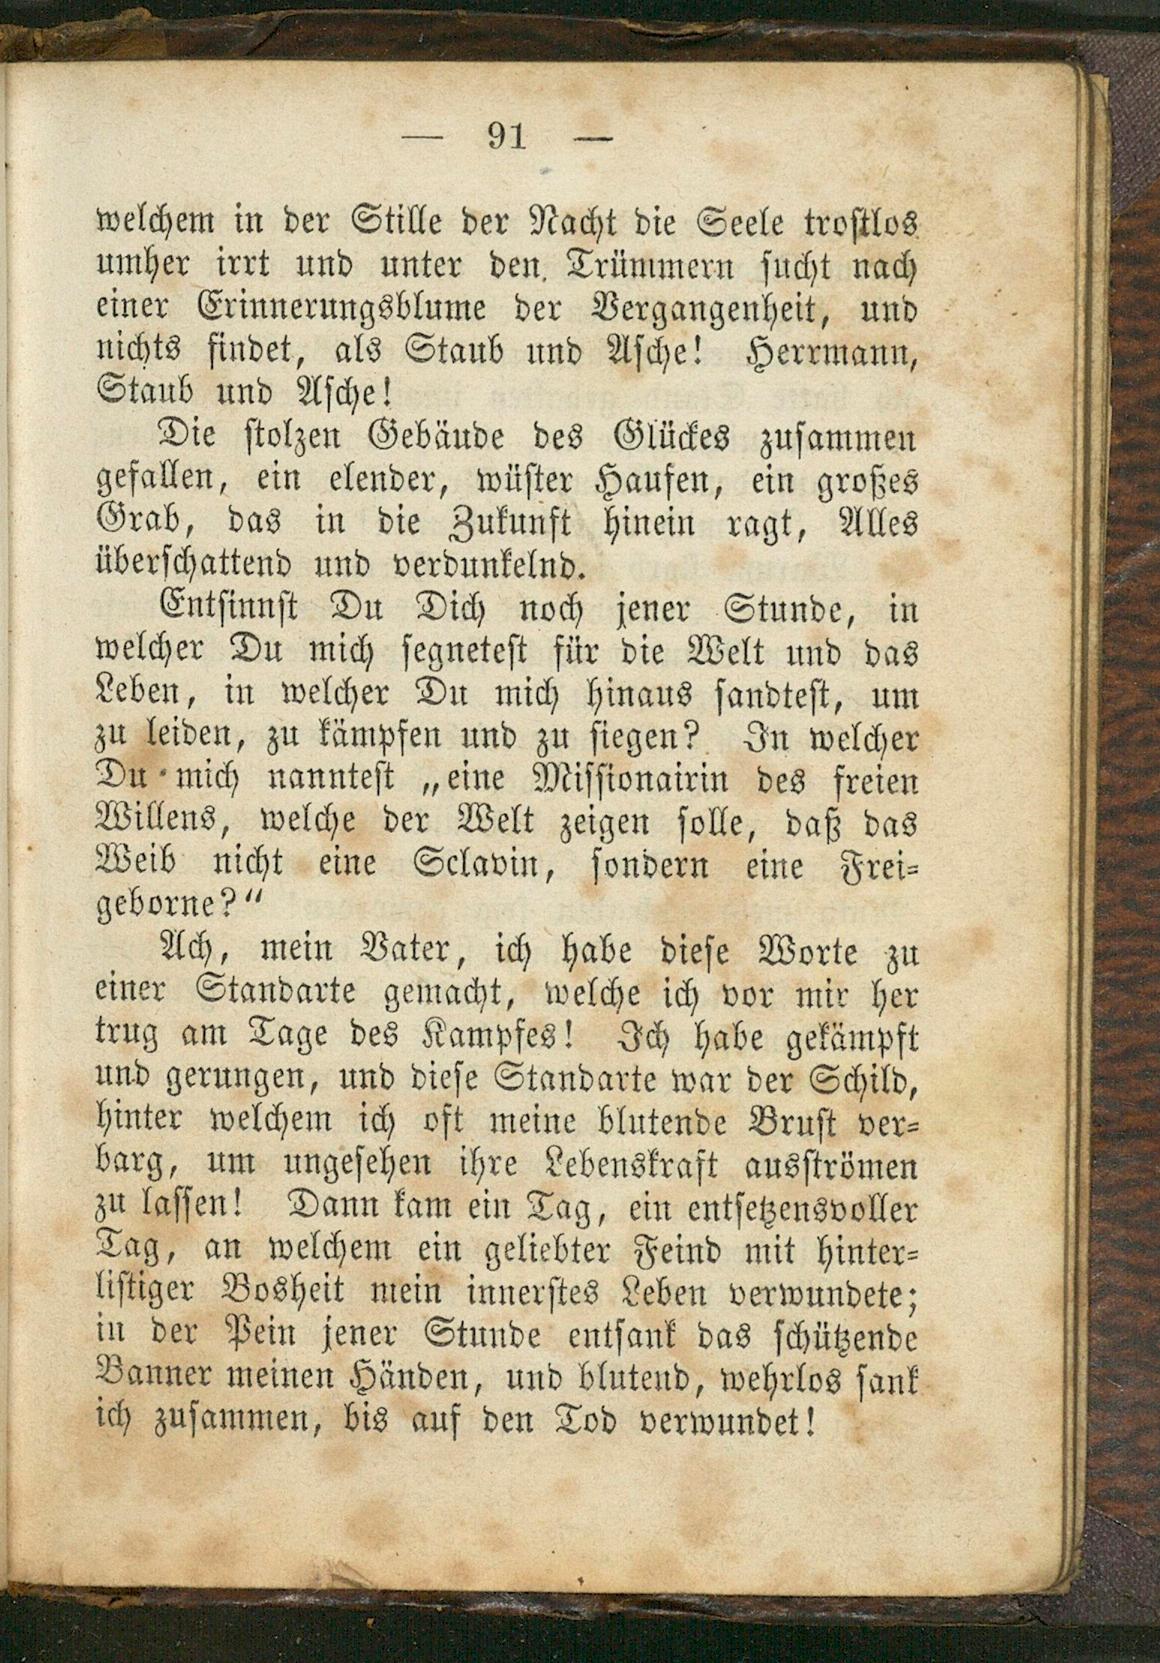 — 91 —
welchem in der Stille der Nacht die Seele trostlos
umher irrt und unter den Trümmern sucht nach
einer Erinnerungsblume der Vergangenheit, und
nichts findet, als Staub und Asche! Herrmann,
Staub und Asche!
Die stolzen Gebäude des Glückes zusammen
gefallen, ein elender, wüster Haufen, ein großes
Grab, das in die Zukunft hinein ragt, Alles
überschattend und verdunkelnd.
Entsinnst Du Dich noch jener Stunde, in
welcher Du mich segnetest für die Welt und das
Leben, in welcher Du mich hinaus sandtest, um
zu leiden, zu kämpfen und zu siegen? In welcher
Du mich nanntest „eine Missionairin des freien
Willens, welche der Welt zeigen solle, daß das
Weib nicht eine Sclavin, sondern eine Frei-
geborne?“
Ach, mein Vater, ich habe diese Worte zu
einer Standarte gemacht, welche ich vor mir her
trug am Tage des Kampfes! Ich habe gekämpft
und gerungen, und diese Standarte war der Schild,
hinter welchem ich oft meine blutende Brust ver-
barg, um ungesehen ihre Lebenskraft ausströmen
zu lassen! Dann kam ein Tag, ein entsetzensvoller
Tag, an welchem ein geliebter Feind mit hinter-
listiger Bosheit mein innerstes Leben verwundete;
in der Pein jener Stunde entsank das schützende
Banner meinen Händen, und blutend, wehrlos sank
ich zusammen, bis auf den Tod verwundet!